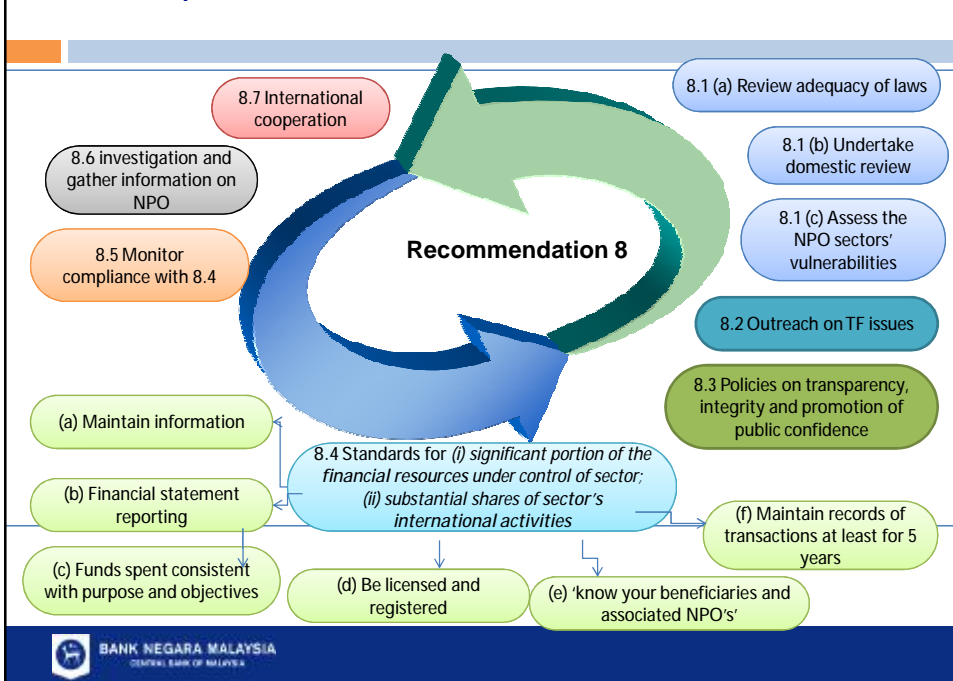 8.7 International
cooperation
8.1 (a) Review adequacy of laws
8.6 investigation and
gather information on
NPO
8.1 (b) Undertake
domestic review
8.5 Monitor
compliance with 8.4
Recommendation 8
8.1 (c) Assess the
NPO sectors'
vulnerabilities
8.2 Outreach on TF issues
8.3 Policies on transparency,
integrity and promotion of
public confidence
(a) Maintain information
8.4 Standards for (i) significant portion of the
financial resources under control of sector;
(ii) substantial shares of sector's
international activities
(b) Financial statement
reporting
(f) Maintain records of
transactions at least for 5
years
(c) Funds spent consistent
with purpose and objectives
(d) Be licensed and
registered
(e) 'know your beneficiaries and
associated NPO's'
BANK NEGARA MALAYSIA
CENTRAL BANK OF MALAYSIA